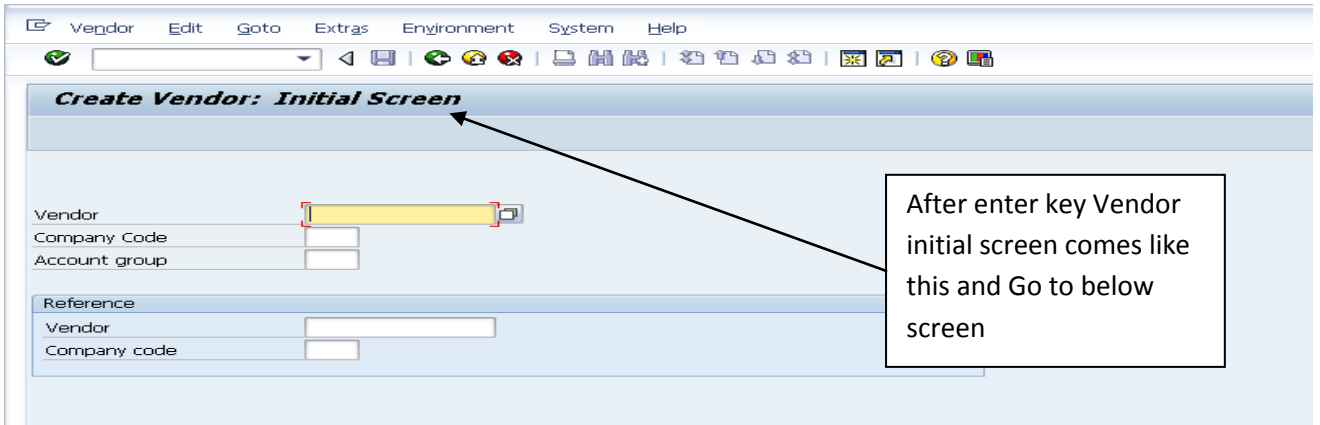 Vendor Edit Goto Extras Environment System Help
Create Vendor: Initial Screen
Vendor
Company Code
Account group
Reference
Vendor
Company code
After enter key Vendor
initial screen comes like
this and Go to below
screen